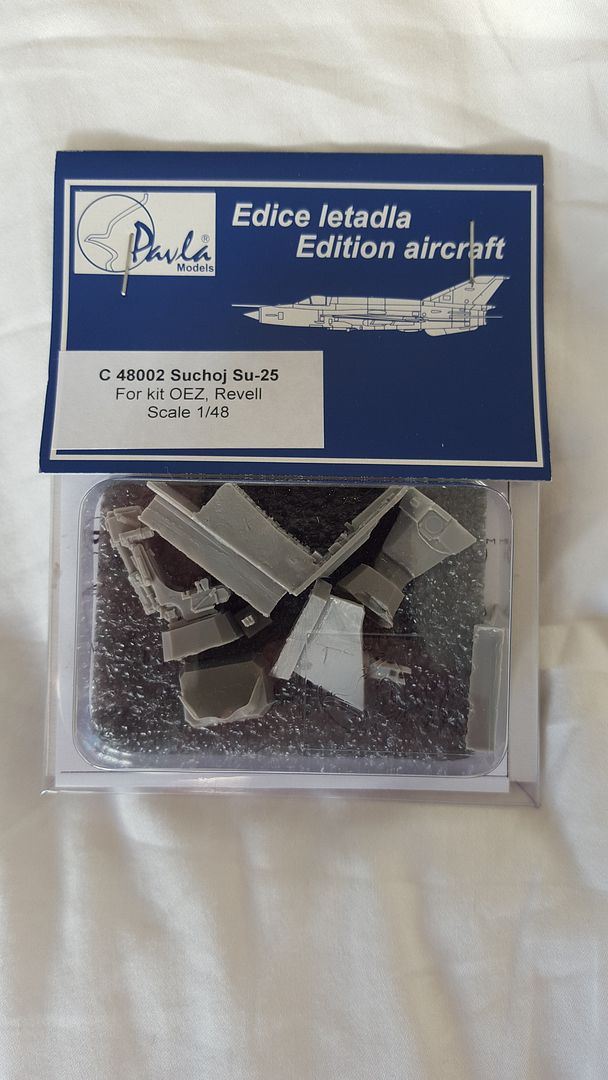 Pavla®
Models
Edice letadla
Edition aircraft
C 48002 Suchoj Su-25
For kit OEZ, Revell
Scale 1/48